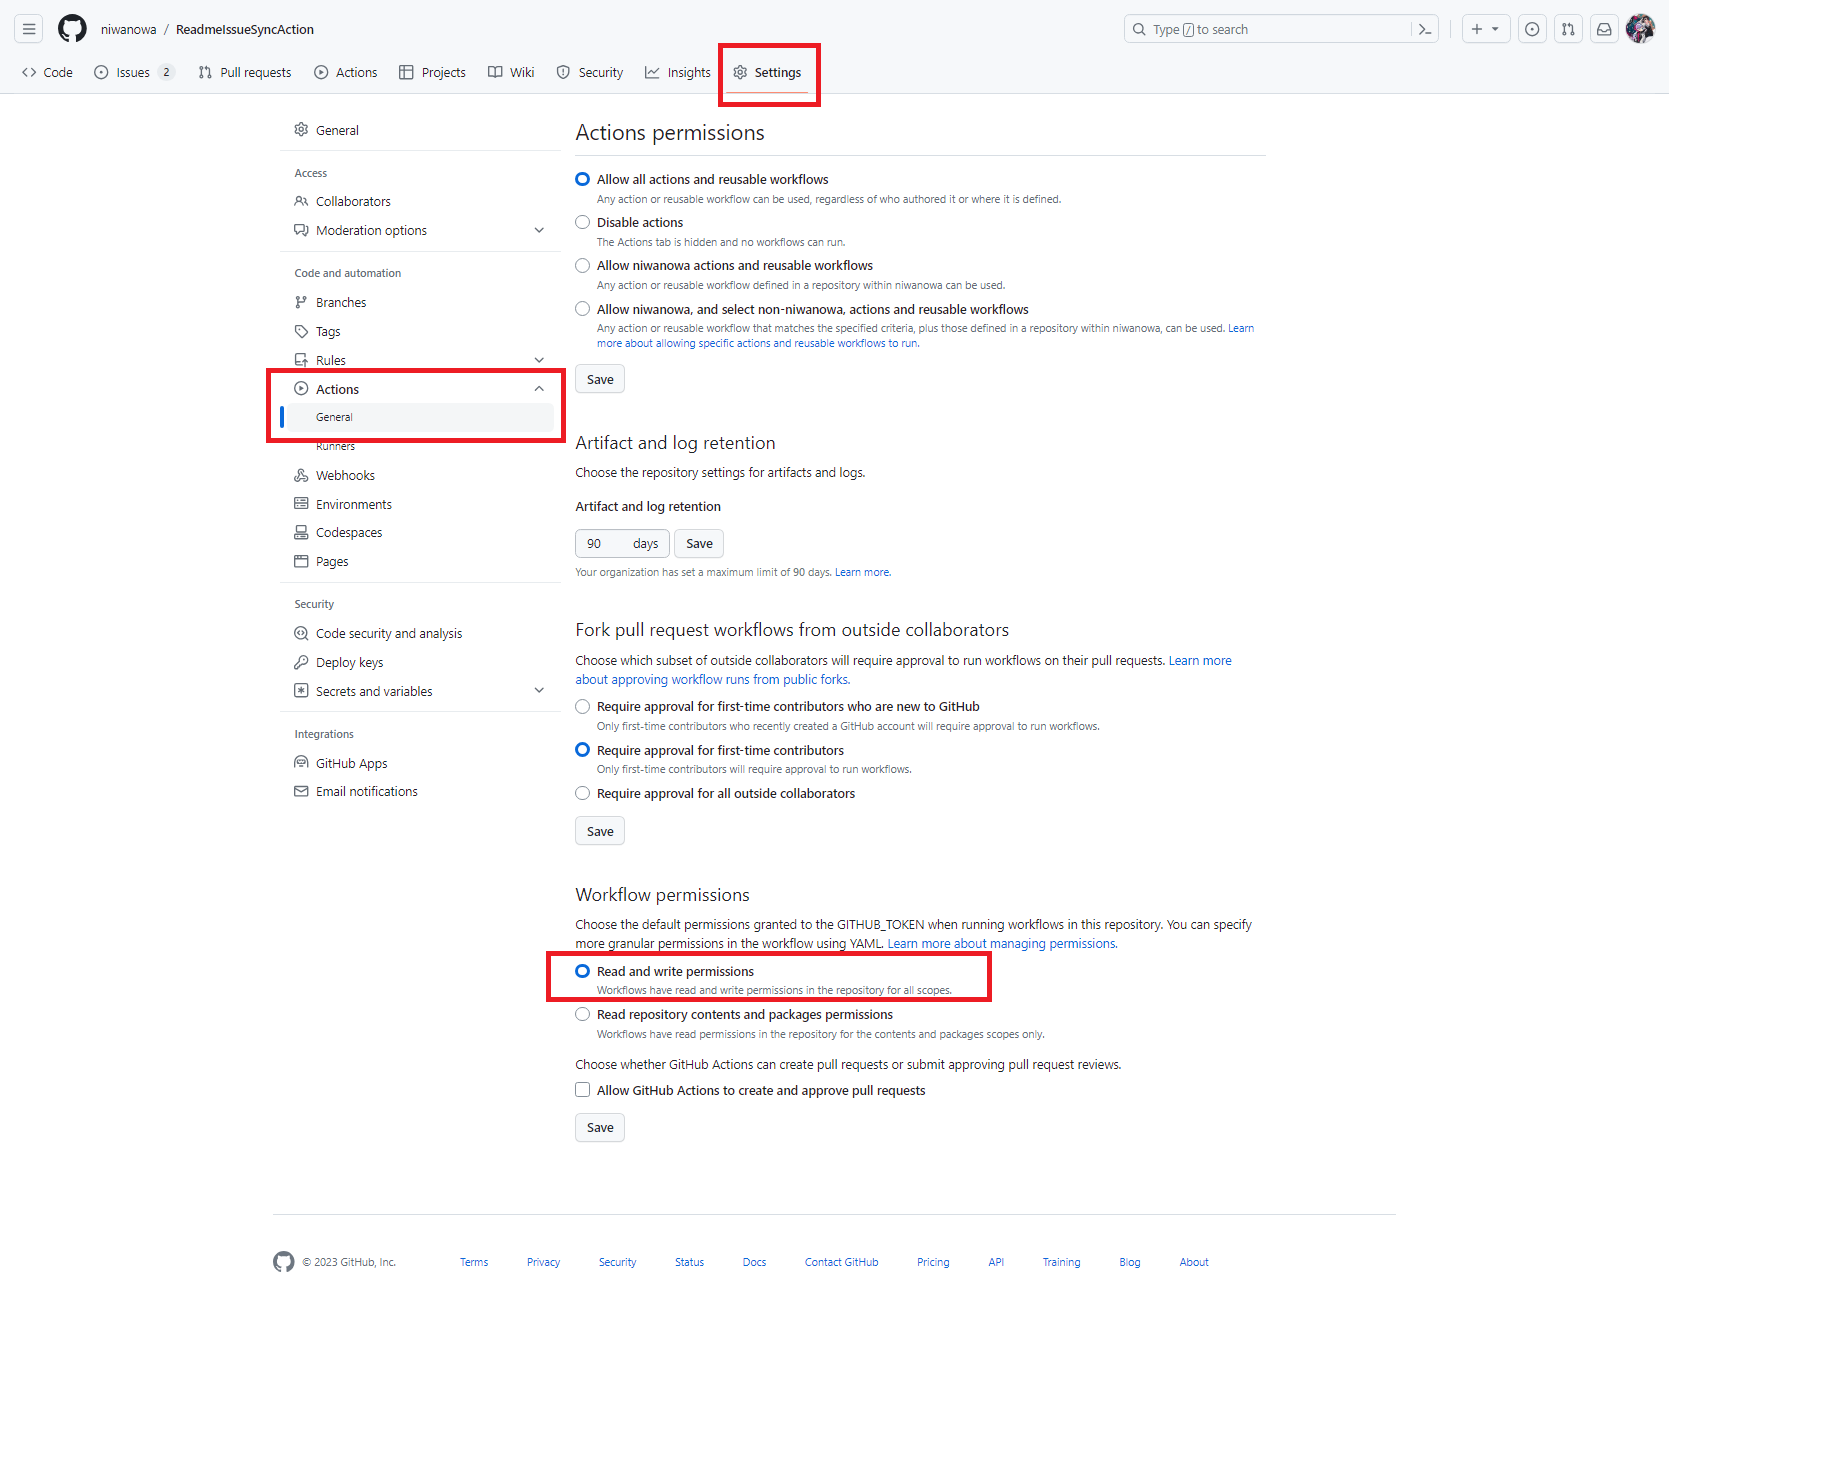 niwanowa / ReadmeIssueSyncAction
Type / to search
Code
Issues 2
Pull requests
Actions
Projects
Wiki
Security
Insights
Settings
General
Access
Collaborators
Moderation options
Code and automation
Branches
Tags
Rules
Actions
General
Runners
Webhooks
Environments
Codespaces
Pages
Security
Code security and analysis
Deploy keys
Secrets and variables
Integrations
GitHub Apps
Email notifications
Actions permissions
Allow all actions and reusable workflows
Any action or reusable workflow can be used, regardless of who authored it or where it is defined.
Disable actions
The Actions tab is hidden and no workflows can run.
Allow niwanowa actions and reusable workflows
Any action or reusable workflow defined in a repository within niwanowa can be used.
Allow niwanowa, and select non-niwanowa, actions and reusable workflows
Any action or reusable workflow that matches the specified criteria, plus those defined in a repository within niwanowa, can be used. Learn
more about allowing specific actions and reusable workflows to run.
Save
Artifact and log retention
Choose the repository settings for artifacts and logs.
Artifact and log retention
90 days Save
Your organization has set a maximum limit of 90 days. Learn more.
Fork pull request workflows from outside collaborators
Choose which subset of outside collaborators will require approval to run workflows on their pull requests. Learn more
about approving workflow runs from public forks.
Require approval for first-time contributors who are new to GitHub
Only first-time contributors who recently created a GitHub account will require approval to run workflows.
Require approval for first-time contributors
Only first-time contributors will require approval to run workflows.
Require approval for all outside collaborators
Save
Workflow permissions
Choose the default permissions granted to the GITHUB_TOKEN when running workflows in this repository. You can specify
more granular permissions in the workflow using YAML. Learn more about managing permissions.
Read and write permissions
Workflows have read and write permissions in the repository for all scopes.
Read repository contents and packages permissions
Workflows have read permissions in the repository for the contents and packages scopes only.
Choose whether GitHub Actions can create pull requests or submit approving pull request reviews.
Allow GitHub Actions to create and approve pull requests
Save
© 2023 GitHub, Inc.
Terms
Privacy
Security
Status
Docs
Contact GitHub
Pricing
API
Training
Blog
About